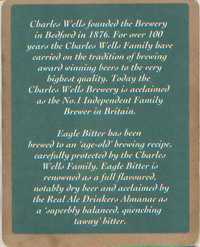 Charles Wells founded the Brewery
in Bedford in 1876. For over 100
years the Charles Wells Family have
carried on the tradition of brewing
award winning beers to the very
highest quality. Today the
Charles Wells Brewery is acclaimed
as the No.1 Independent Family
Brewer in Britain.
Eagle Bitter has been
brewed to an 'age-old' brewing recipe,
carefully protected by the Charles
Wells Family. Eagle Bitter is
renowned as a full flavoured,
notably dry beer and acclaimed by
the Real Ale Drinkers Almanac as
a 'superbly balanced, quenching
tawny' bitter.